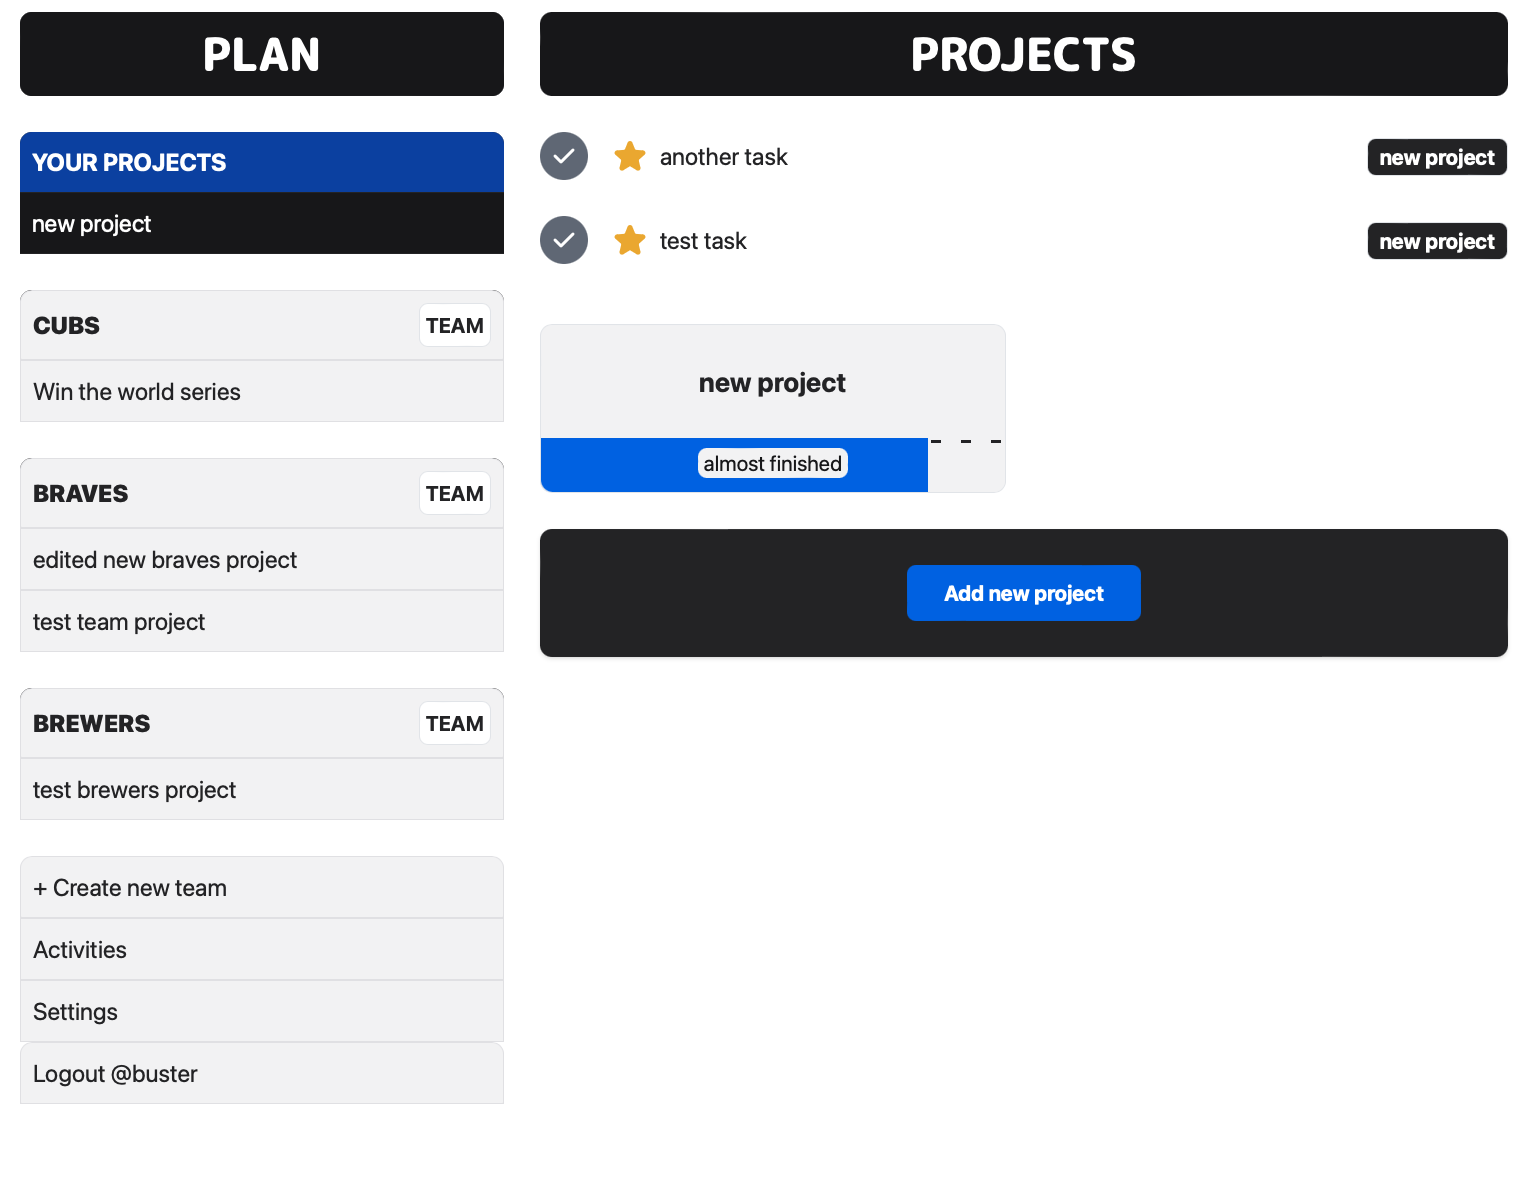 PLAN
YOUR PROJECTS
new project
CUBS TEAM
Win the world series
BRAVES TEAM
edited new braves project
test team project
BREWERS TEAM
test brewers project
+ Create new team
Activities
Settings
Logout @buster
PROJECTS
another task new project
test task new project
new project
almost finished
Add new project